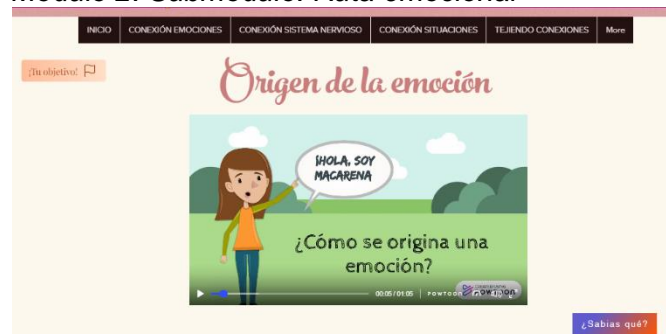 Módulo 2: Submódulo: Ruta emocional
INICIO CONEXIÓN EMOCIONES CONEXIÓN SISTEMA NERVIOSO CONEXIÓN SITUACIONES TEJIENDO CONEXIONES More
¡Tu objetivo!
Origen de la emoción
¡HOLA, SOY
MACARENA
¿Cómo se origina una
emoción?
00:05 / 01:05 POWTOON
POWTOON
¿Sabías qué?